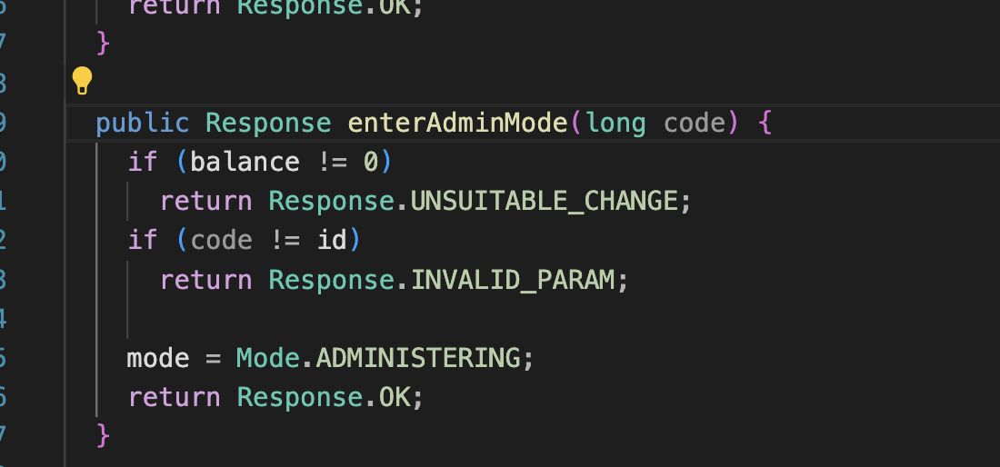 return Response.OK;
}
public Response enterAdminMode(long code) {
if (balance != 0)
return Response.UNSUITABLE_CHANGE;
if (code != id)
return Response.INVALID_PARAM;
mode = Mode.ADMINISTERING;
return Response.OK;
}